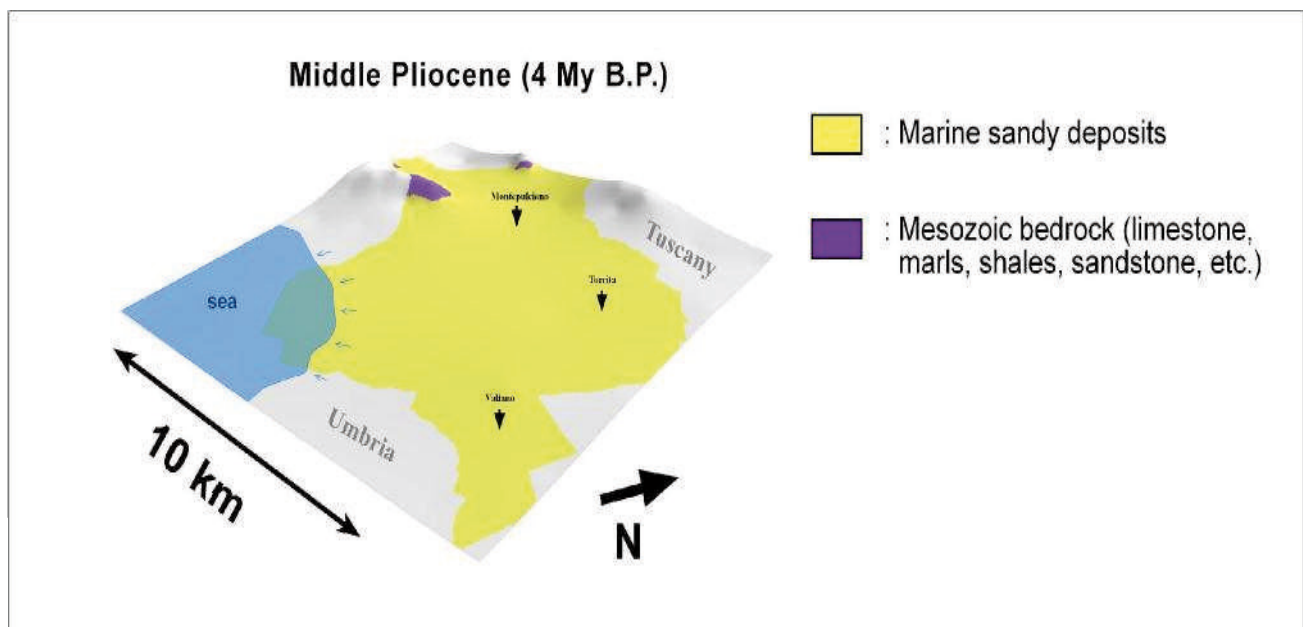 Middle Pliocene (4 My B.P.)
: Marine sandy deposits
: Mesozoic bedrock (limestone,
marls, shales, sandstone, etc.)
Montepulciano
Tuscany
Torrita
sea
Valiano
Umbria
10 km
N